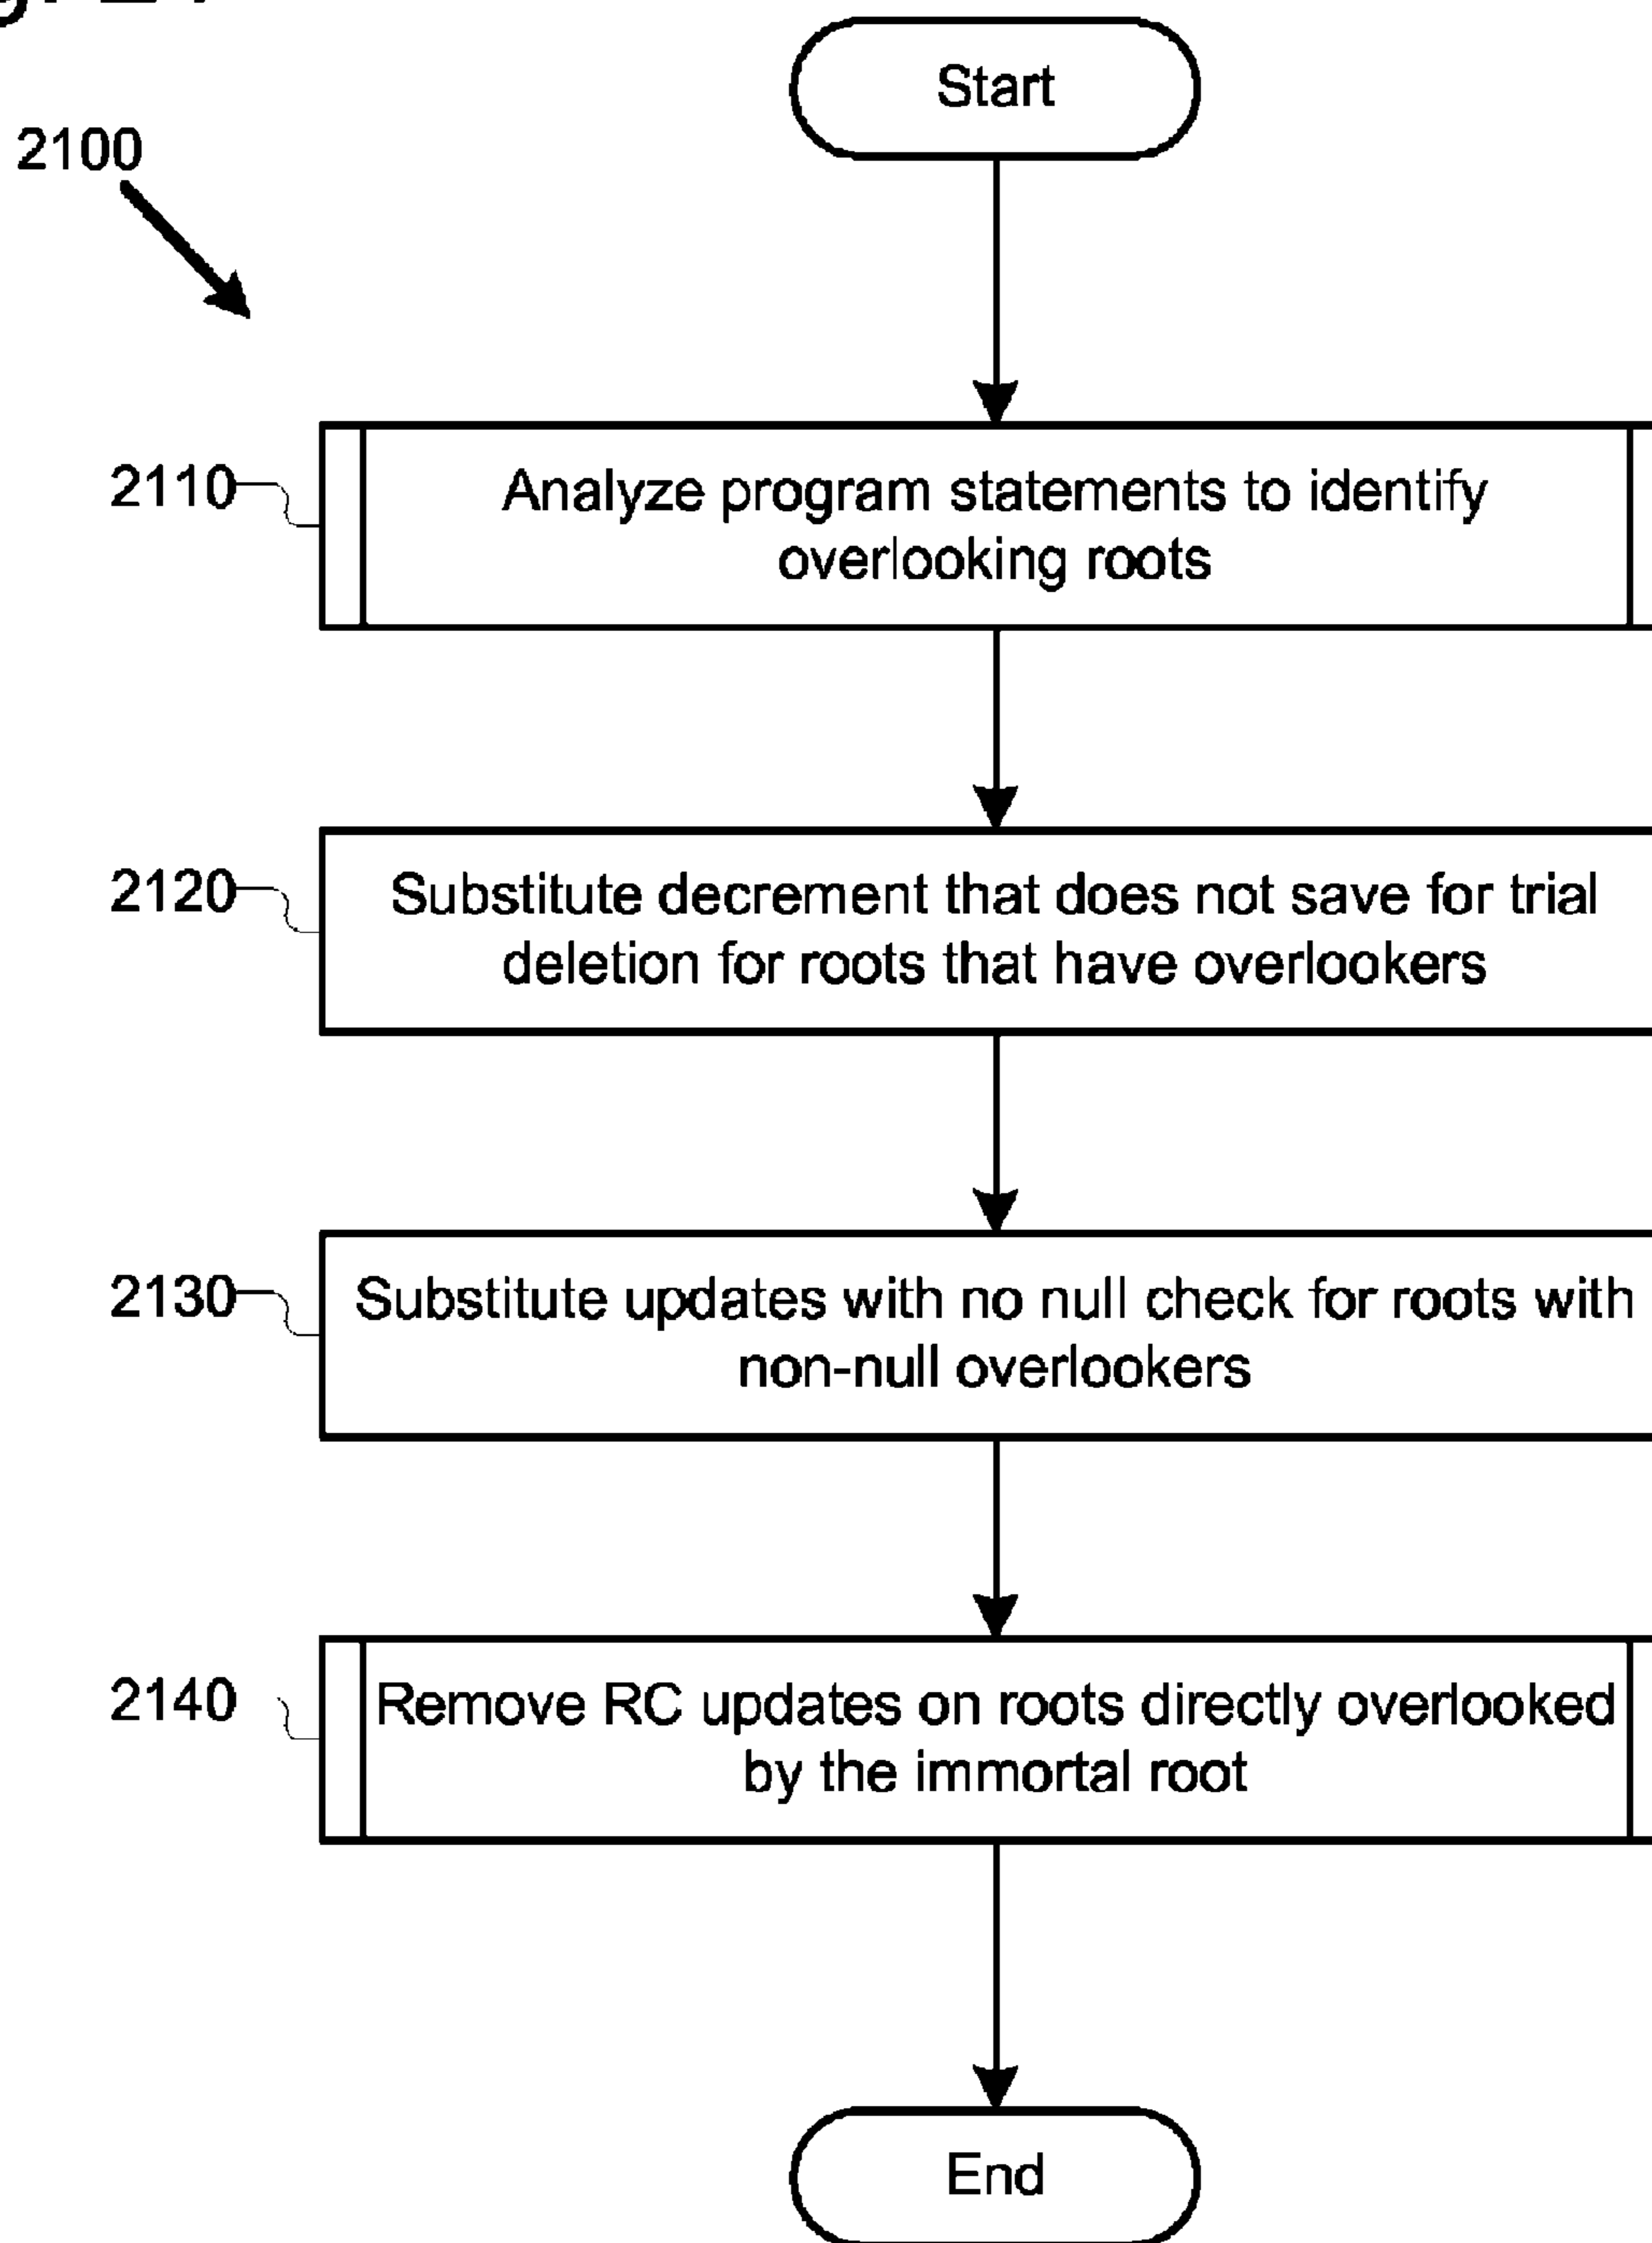 Start
2100
2110
Analyze program statements to identify
overlooking roots
2120
Substitute decrement that does not save for trial
deletion for roots that have overlookers
2130
Substitute updates with no null check for roots with
non-null overlookers
2140
Remove RC updates on roots directly overlooked
by the immortal root
End